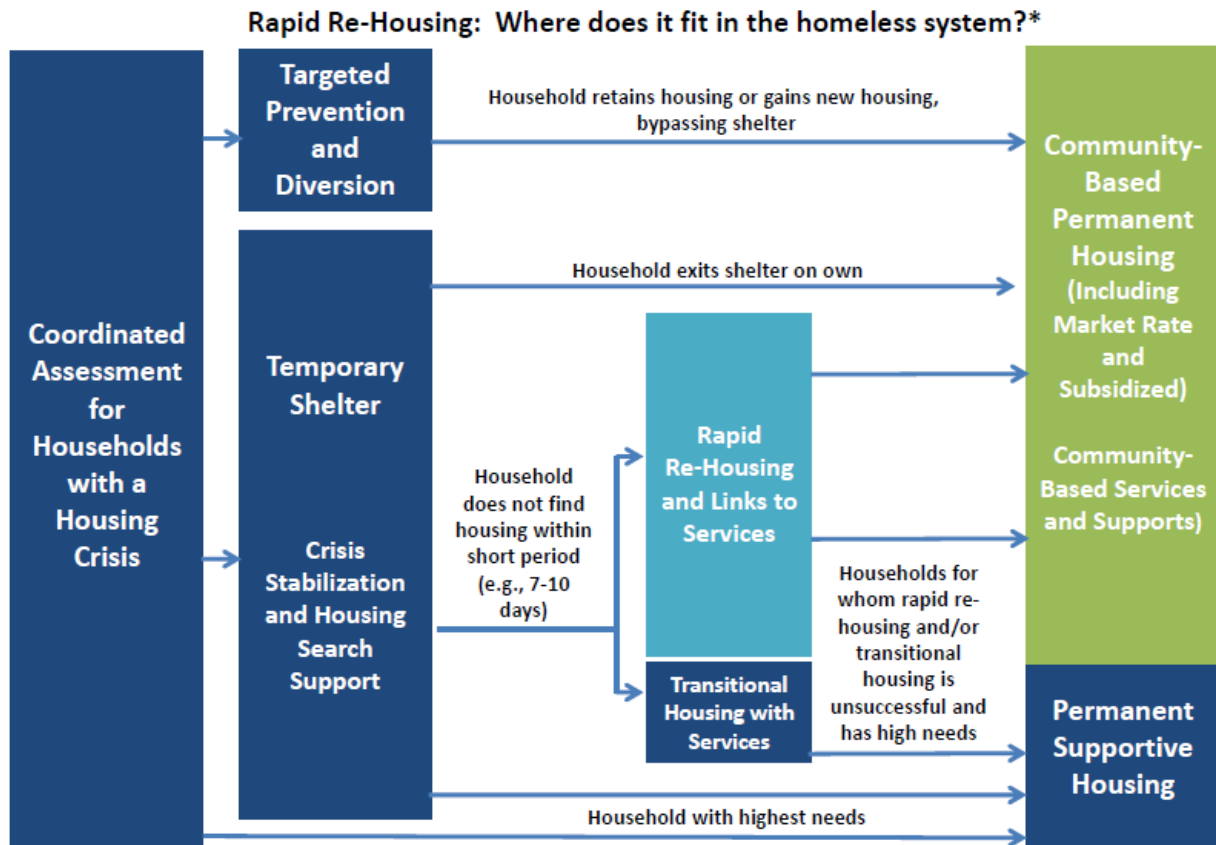 Rapid Re-Housing:  Where does it fit in the homeless system?*
Coordinated
Assessment
for
Households
with a
Housing
Crisis
Targeted
Prevention
and
Diversion
Household retains housing or gains new housing,
bypassing shelter
Temporary
Shelter
Crisis
Stabilization
and Housing
Search
Support
Household exits shelter on own
Household
does not find
housing within
short period
(e.g., 7-10
days)
Rapid
Re-Housing
and Links to
Services
Transitional
Housing with
Services
Households for
whom rapid re-
housing and/or
transitional
housing is
unsuccessful and
has high needs
Household with highest needs
Community-
Based
Permanent
Housing
(Including
Market Rate
and
Subsidized)
Community-
Based Services
and Supports)
Permanent
Supportive
Housing